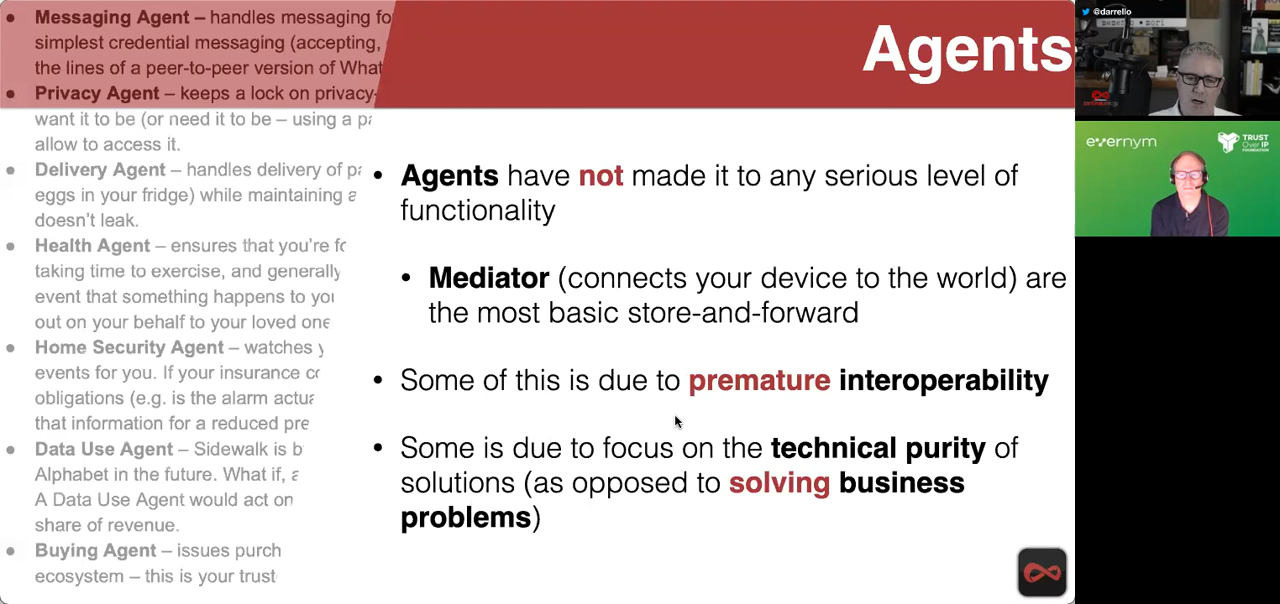 Agents
● Messaging Agent – handles messaging fo
simplest credential messaging (accepting,
the lines of a peer-to-peer version of What
● Privacy Agent – keeps a lock on privacy-
want it to be (or need it to be – using a pa
allow to access it.
● Delivery Agent – handles delivery of pa
eggs in your fridge) while maintaining a
doesn't leak.
● Health Agent – ensures that you're fo
taking time to exercise, and generally
event that something happens to you
out on your behalf to your loved one
● Home Security Agent – watches y
events for you. If your insurance co
obligations (e.g. is the alarm actua
that information for a reduced pre
● Data Use Agent – Sidewalk is b
Alphabet in the future. What if, a
A Data Use Agent would act on
share of revenue.
● Buying Agent – issues purch
ecosystem – this is your trust
• Agents have not made it to any serious level of
functionality
• Mediator (connects your device to the world) are
the most basic store-and-forward
• Some of this is due to premature interoperability
• Some is due to focus on the technical purity of
solutions (as opposed to solving business
problems)
@darrello
evernym
TRUST
Over IP
FOUNDATION